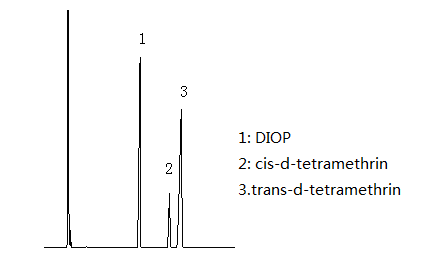 1
3
2
1: DIOP
2: cis-d-tetramethrin
3.trans-d-tetramethrin